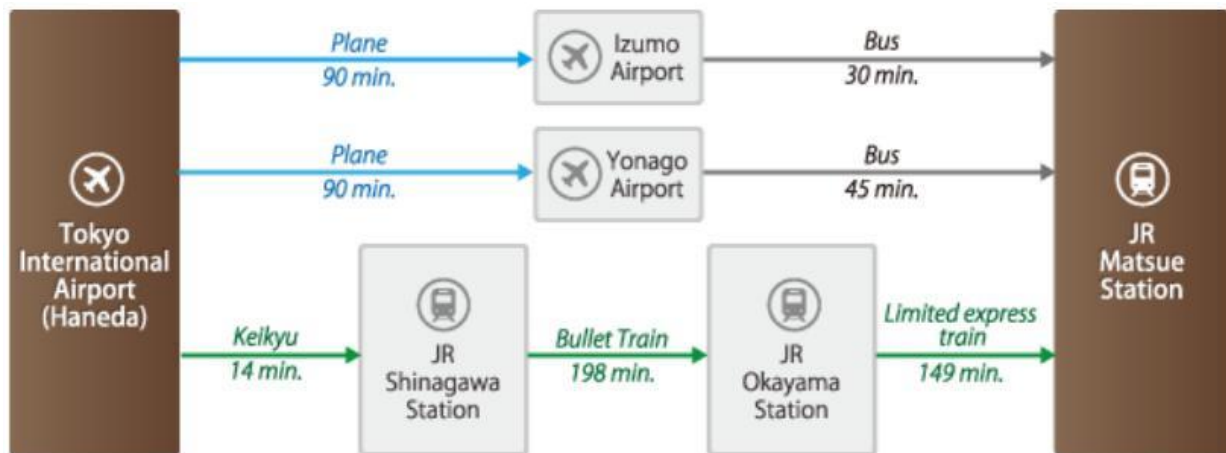 Tokyo
International
Airport
(Haneda)
Plane
90 min.
Izumo
Airport
Bus
30 min.
Plane
90 min.
Yonago
Airport
Bus
45 min.
Keikyu
14 min.
JR
Shinagawa
Station
Bullet Train
198 min.
JR
Okayama
Station
Limited express
train
149 min.
JR
Matsue
Station